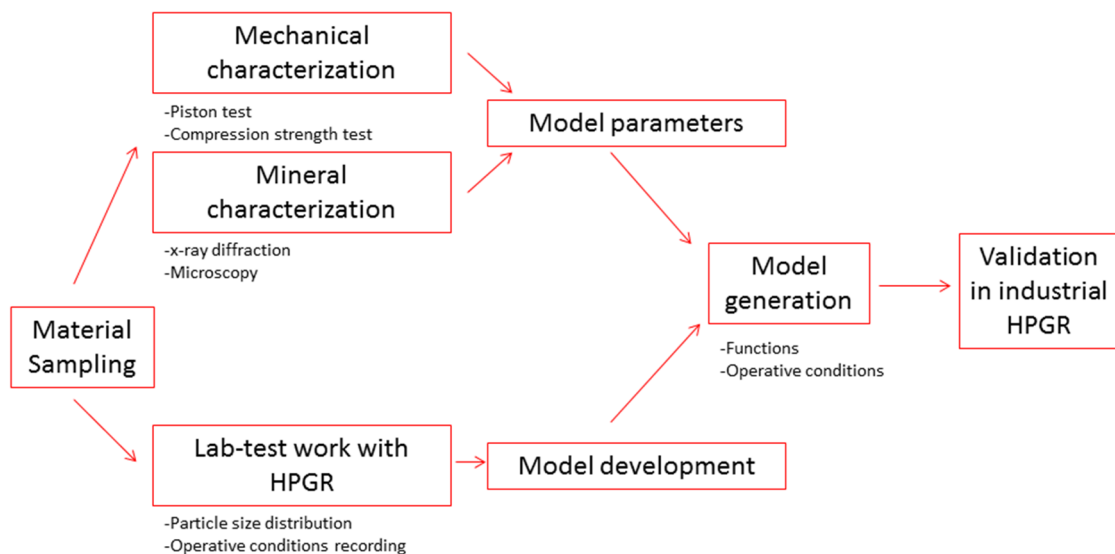 Mechanical
characterization
-Piston test
-Compression strength test
Mineral
characterization
-x-ray diffraction
-Microscopy
Model parameters
Material
Sampling
Lab-test work with
HPGR
-Particle size distribution
-Operative conditions recording
Model development
Model
generation
-Functions
-Operative conditions
Validation
in industrial
HPGR